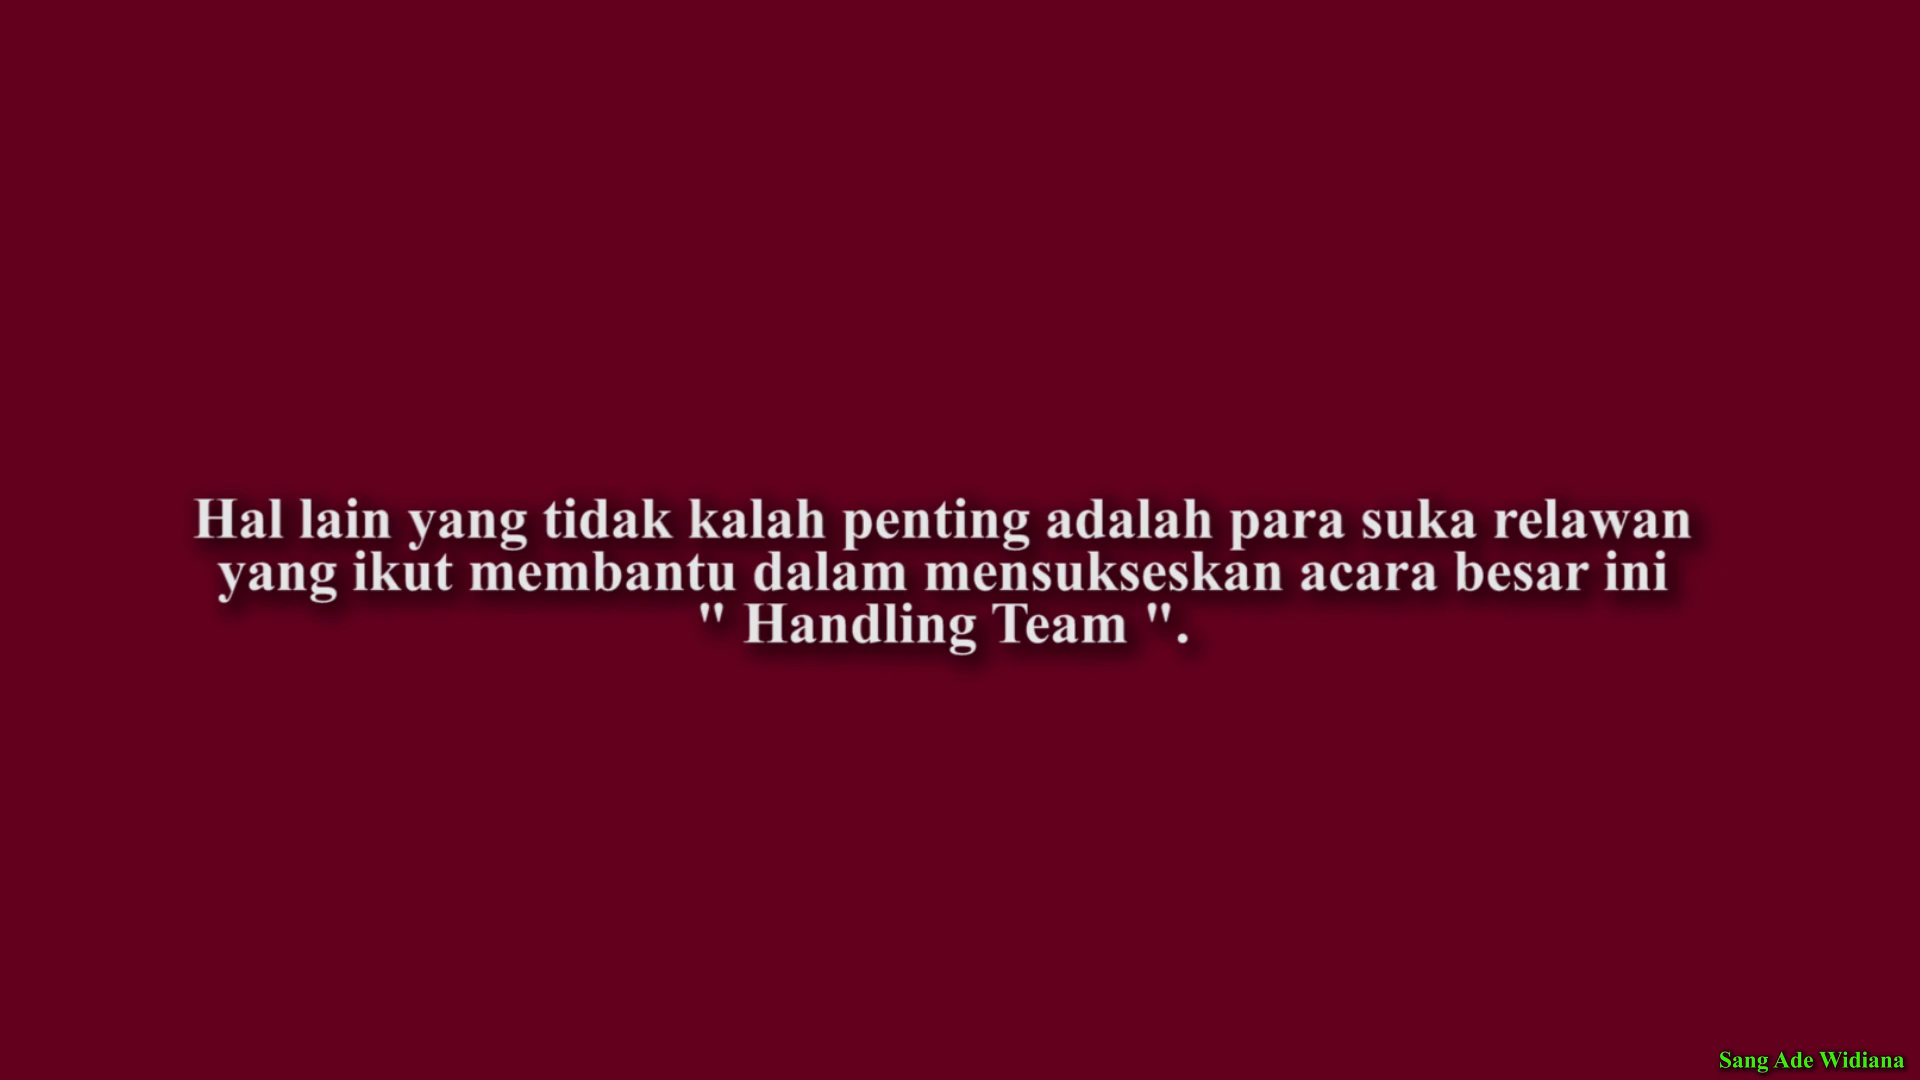 Hal lain yang tidak kalah penting adalah para suka relawan
yang ikut membantu dalam mensukseskan acara besar ini
" Handling Team ".
Sang Ade Widiana